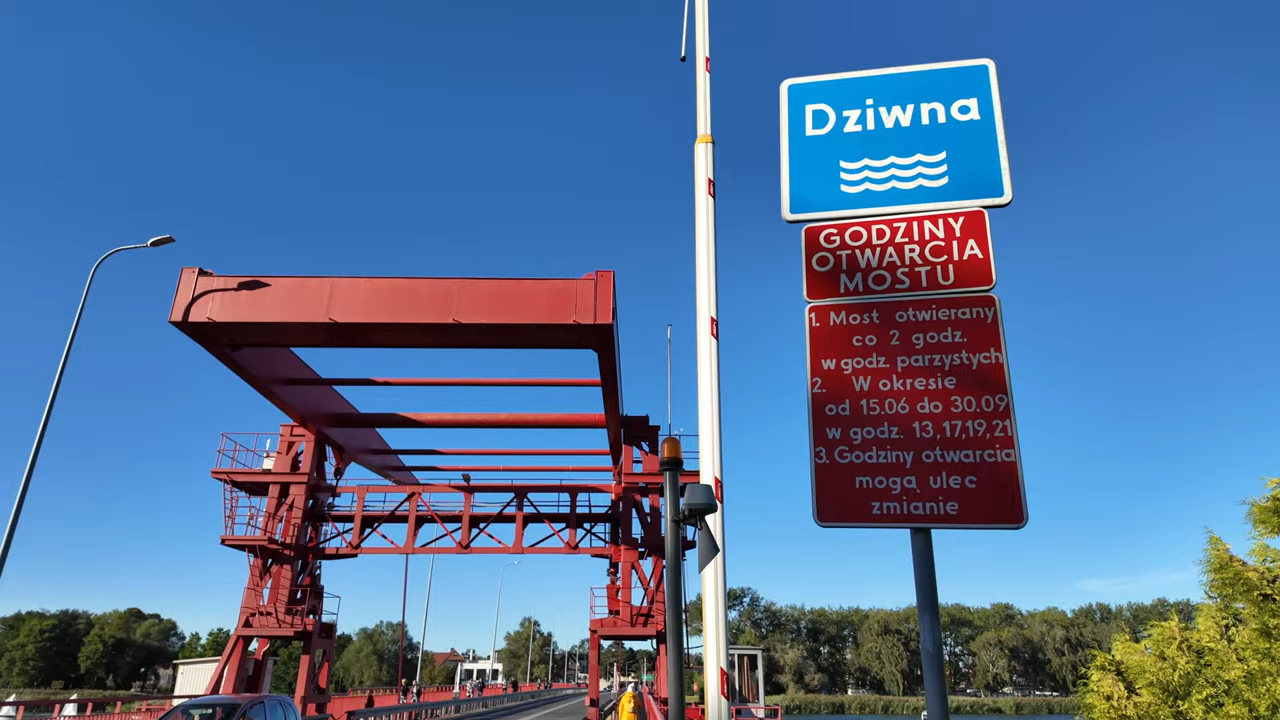 Dziwna
GODZINY
OTWARCIA
MOSTU
1. Most otwierany
co 2 godz.
w godz. parzystych
2. W okresie
od 15.06 do 30.09
w godz. 13,17,19,21
3. Godziny otwarcia
mogą ulec
zmianie